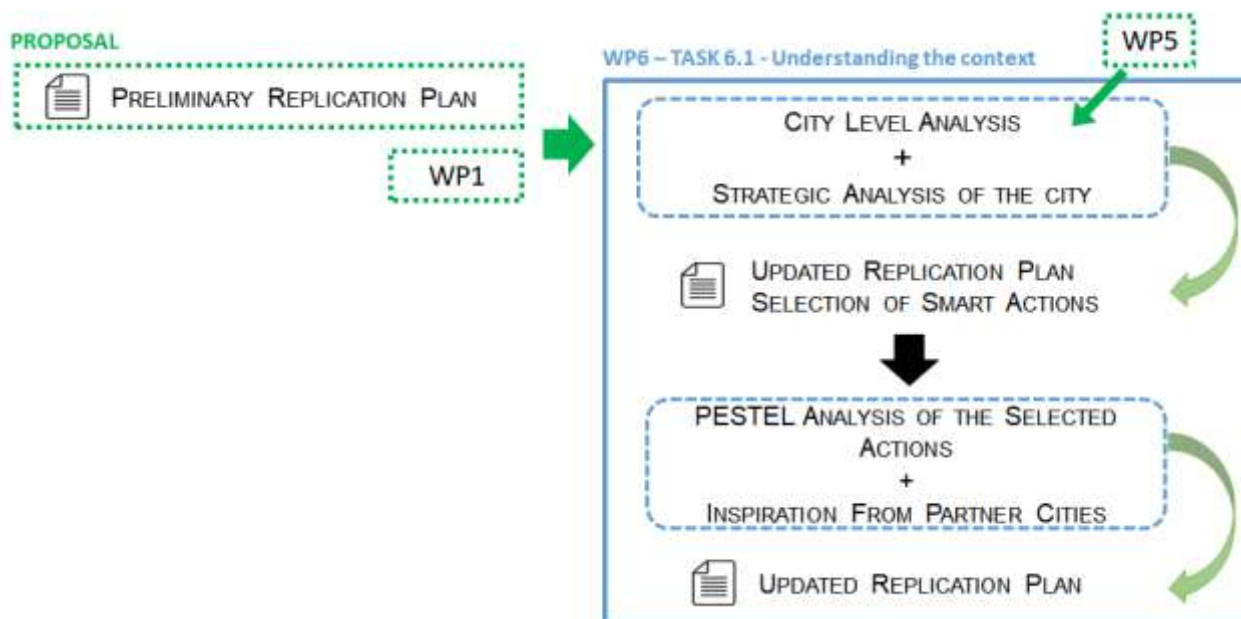 PROPOSAL
PRELIMINARY REPLICATION PLAN
WP1
WP6 – TASK 6.1 - Understanding the context
WP5
CITY LEVEL ANALYSIS
+
STRATEGIC ANALYSIS OF THE CITY
UPDATED REPLICATION PLAN
SELECTION OF SMART ACTIONS
PESTEL ANALYSIS OF THE SELECTED
ACTIONS
+
INSPIRATION FROM PARTNER CITIES
UPDATED REPLICATION PLAN